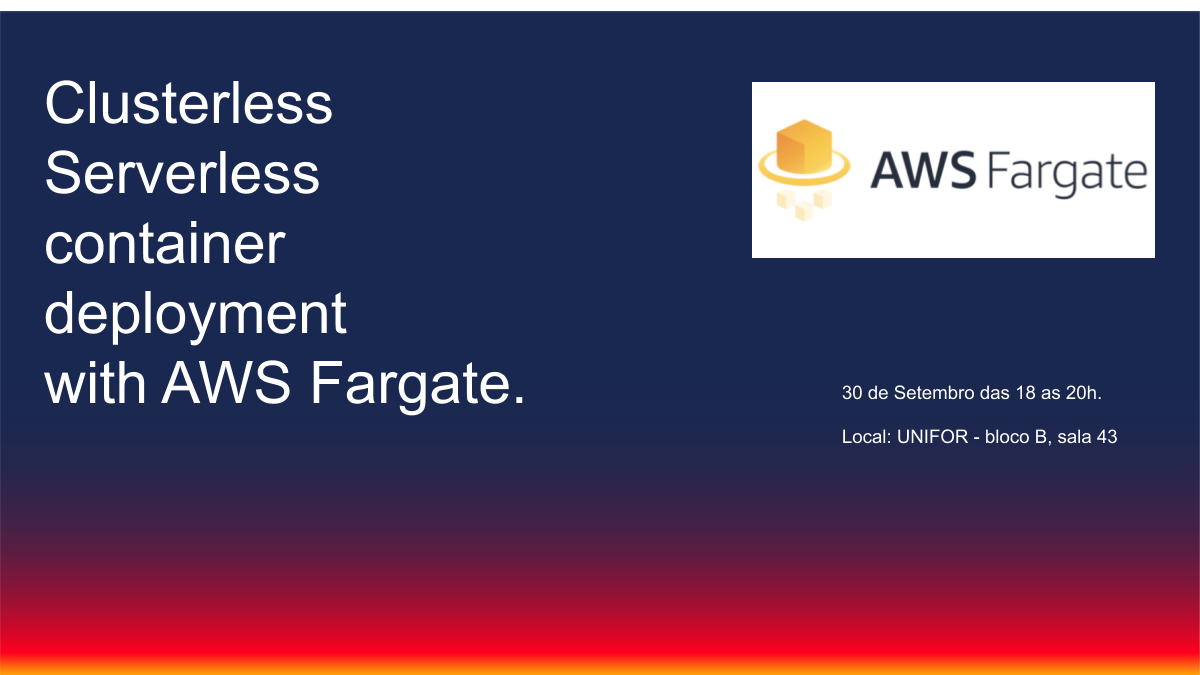 Clusterless
Serverless
container
deployment
with AWS Fargate.
AWS Fargate
30 de Setembro das 18 as 20h.
Local: UNIFOR - bloco B, sala 43